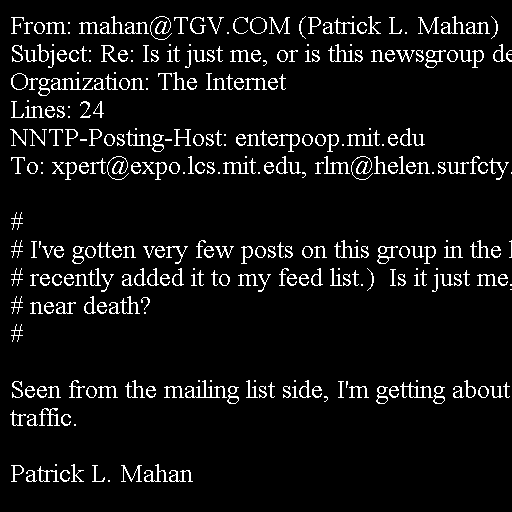 From: mahan@TGV.COM (Patrick L. Mahan)
Subject: Re: Is it just me, or is this newsgroup
Organization: The Internet
Lines: 24
NNTP-Posting-Host: enterpoop.mit.edu
To: xpert@expo.lcs.mit.edu, rlm@helen.surfcty.
#
# I've gotten very few posts on this group in the
# recently added it to my feed list.)  Is it just me,
# near death?
#
Seen from the mailing list side, I'm getting about
traffic.
Patrick L. Mahan